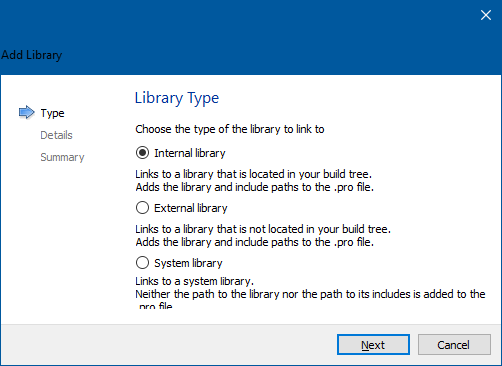 Add Library
Library Type
Type
Details
Summary
Choose the type of the library to link to
Internal library
Links to a library that is located in your build tree.
Adds the library and include paths to the .pro file.
External library
Links to a library that is not located in your build tree.
Adds the library and include paths to the .pro file.
System library
Links to a system library.
Neither the path to the library nor the path to its includes is added to the
.pro file
Next
Cancel